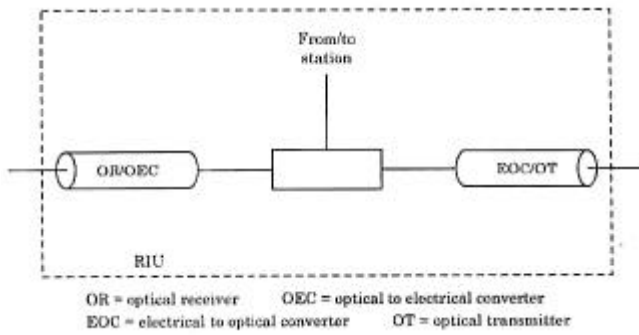 From/to
station
OR/OEC
EOC/OT
RIU
OR = optical receiver OEC = optical to electrical converter
EOC = electrical to optical converter OT = optical transmitter